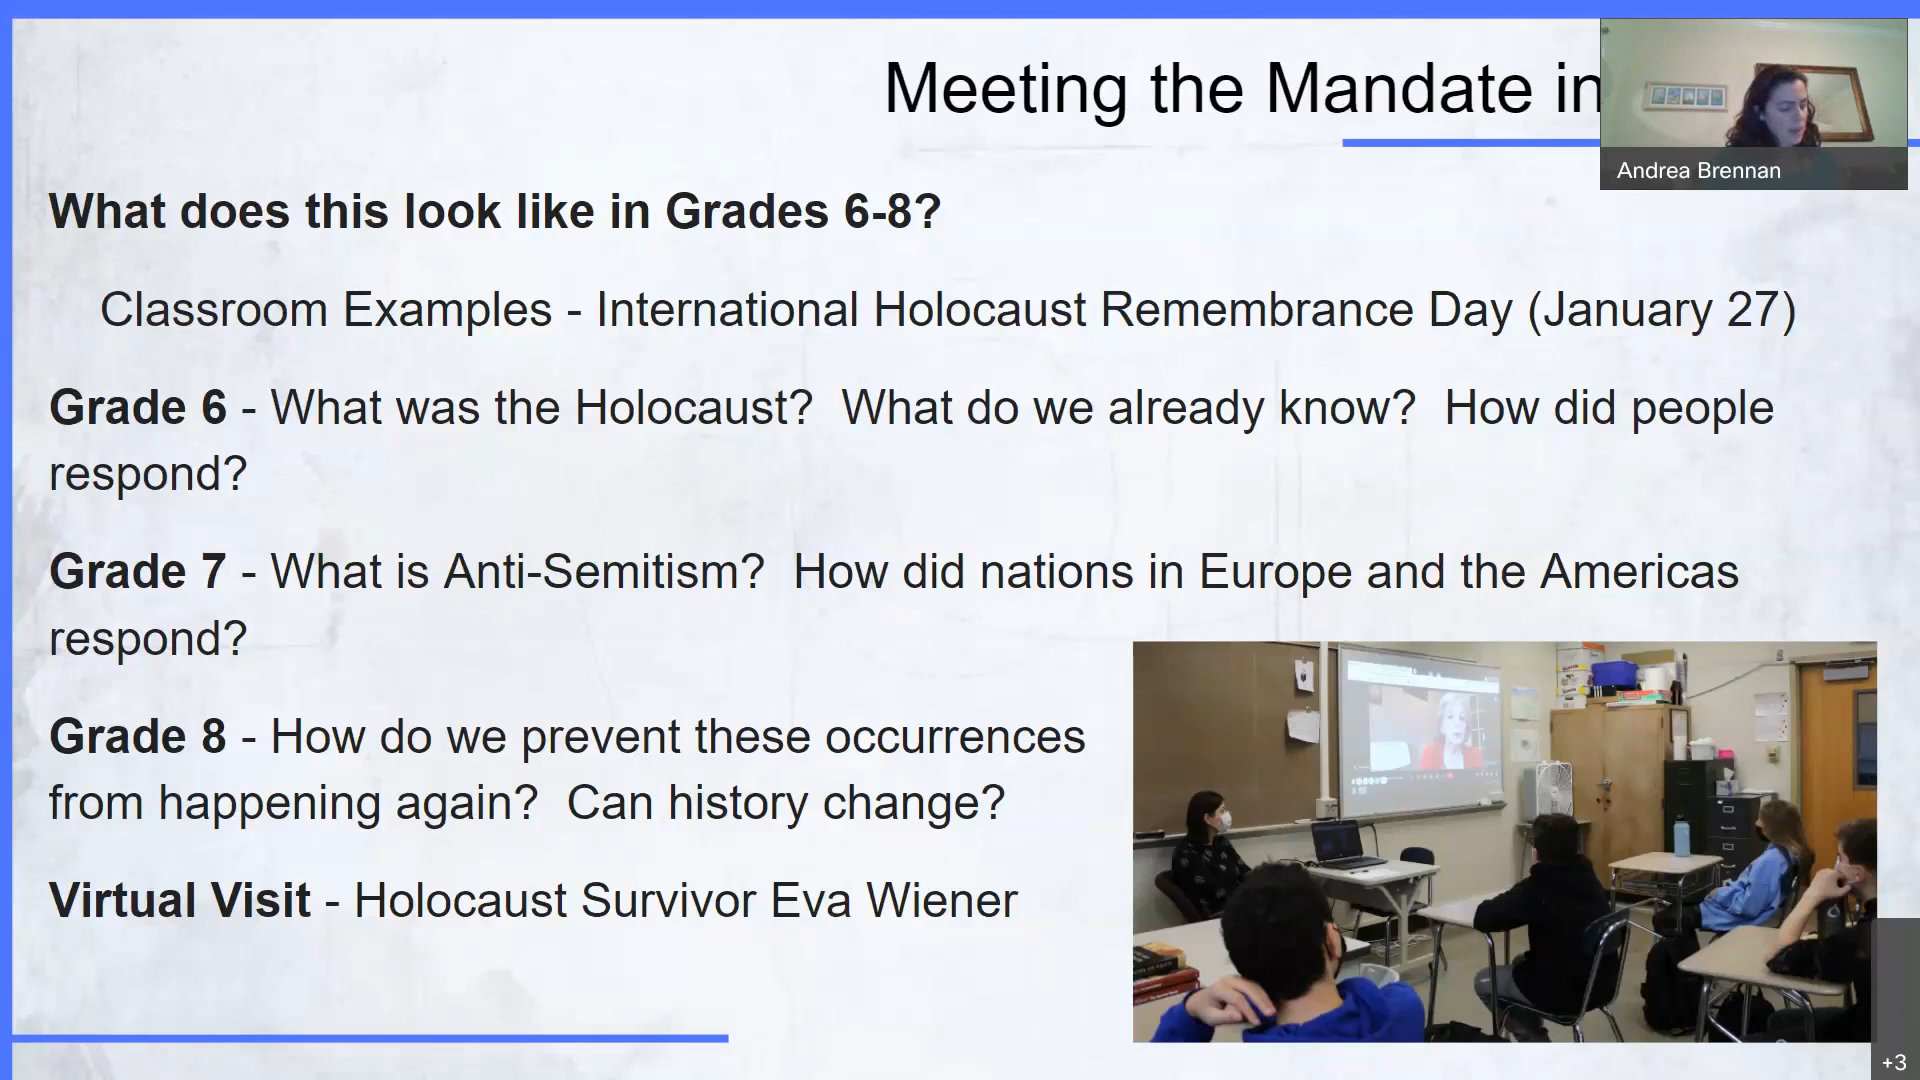 Meeting the Mandate in
Andrea Brennan
What does this look like in Grades 6-8?
Classroom Examples - International Holocaust Remembrance Day (January 27)
Grade 6 - What was the Holocaust?  What do we already know?  How did people
respond?
Grade 7 - What is Anti-Semitism?  How did nations in Europe and the Americas
respond?
Grade 8 - How do we prevent these occurrences
from happening again?  Can history change?
Virtual Visit - Holocaust Survivor Eva Wiener
+3